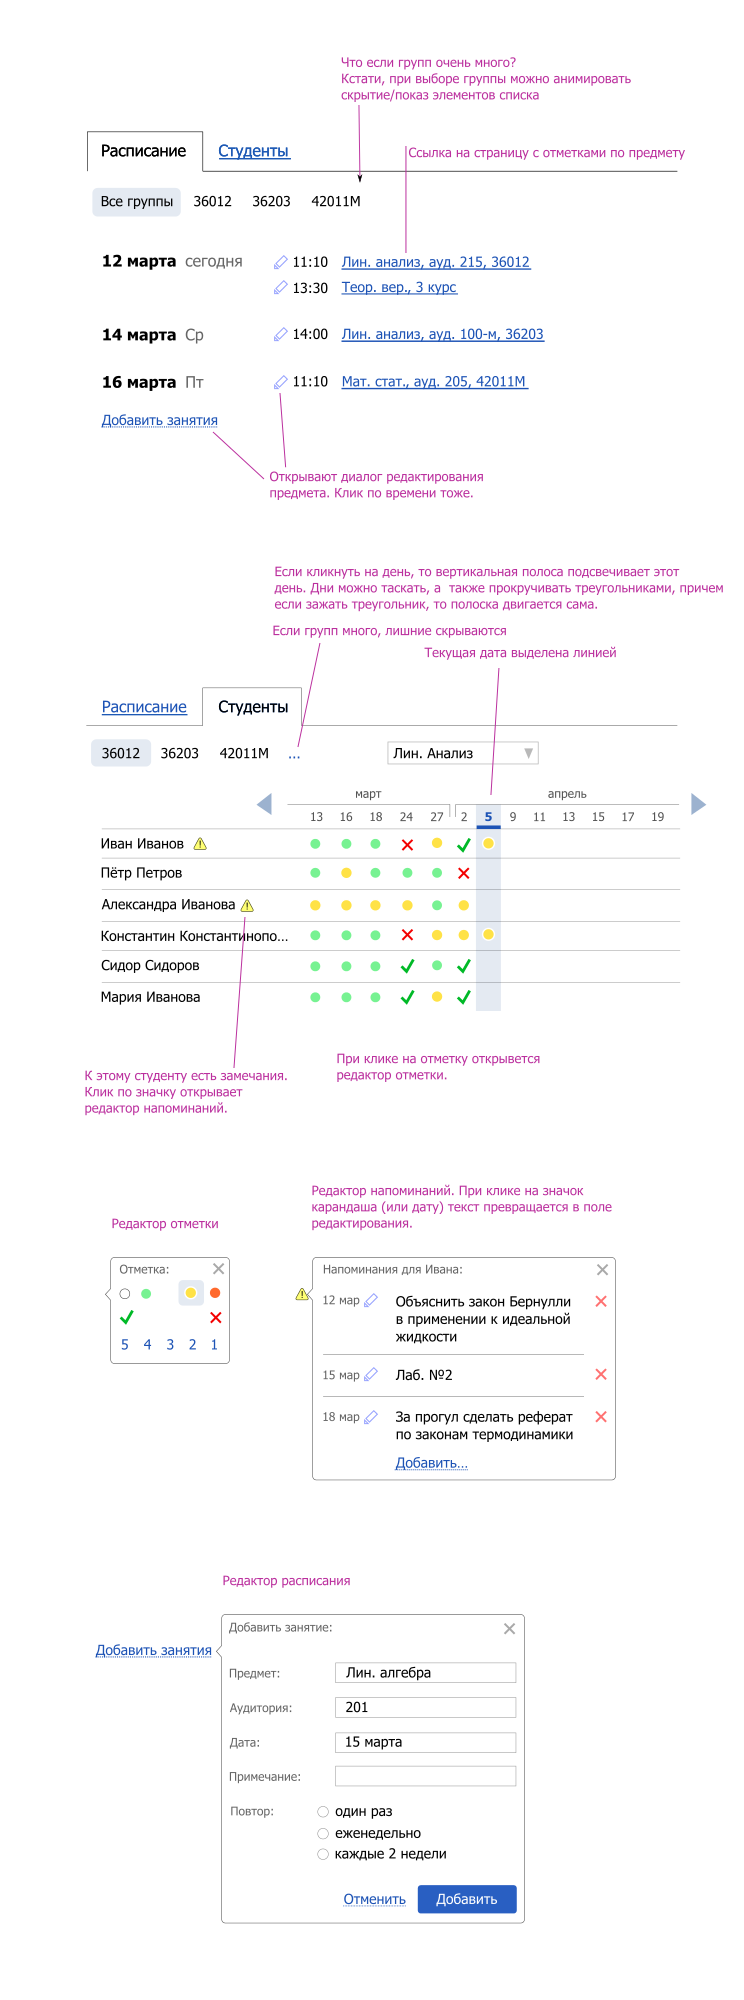 Что если групп очень много?
Кстати, при выборе группы можно анимировать
скрытие/показ элементов списка
Расписание Студенты
Ссылка на страницу с отметками по предмету
Все группы 36012 36203 42011М
12 марта сегодня 11:10 Лин. анализ, ауд. 215, 36012
13:30 Теор. вер., 3 курс
14 марта Ср 14:00 Лин. анализ, ауд. 100-м, 36203
16 марта Пт 11:10 Мат. стат., ауд. 205, 42011М
Добавить занятия
Открывают диалог редактирования
предмета. Клик по времени тоже.
Если кликнуть на день, то вертикальная полоса подсвечивает этот
день. Дни можно таскать, а также прокручивать треугольниками, причем
если зажать треугольник, то полоска двигается сама.
Если групп много, лишние скрываются
Текущая дата выделена линией
Расписание Студенты
36012 36203 42011М ... Лин. Анализ
март апрель
13 16 18 24 27 2 5 9 11 13 15 17 19
Иван Иванов
Пётр Петров
Александра Иванова
Константин Константинопо...
Сидор Сидоров
Мария Иванова
К этому студенту есть замечания.
Клик по значку открывает
редактор напоминаний.
При клике на отметку открывется
редактор отметки.
Редактор отметки
Редактор напоминаний. При клике на значок
карандаша (или дату) текст превращается в поле
редактирования.
Отметка:
5 4 3 2 1
Напоминания для Ивана:
12 мар Объяснить закон Бернулли
в применении к идеальной
жидкости
15 мар Лаб. №2
18 мар За прогул сделать реферат
по законам термодинамики
Добавить...
Редактор расписания
Добавить занятия
Добавить занятие:
Предмет: Лин. алгебра
Аудитория: 201
Дата: 15 марта
Примечание:
Повтор: один раз
еженедельно
каждые 2 недели
Отменить Добавить